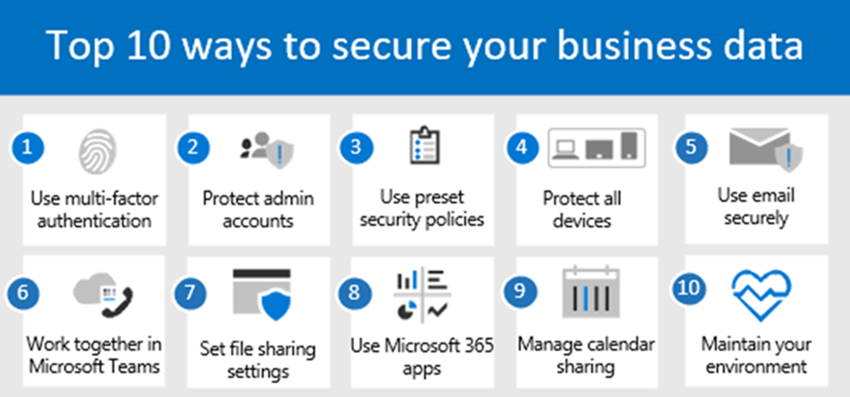 Top 10 ways to secure your business data
1
Use multi-factor
authentication
2
Protect admin
accounts
3
Use preset
security policies
4
Protect all
devices
5
Use email
securely
6
Work together in
Microsoft Teams
7
Set file sharing
settings
8
Use Microsoft 365
apps
9
Manage calendar
sharing
10
Maintain your
environment